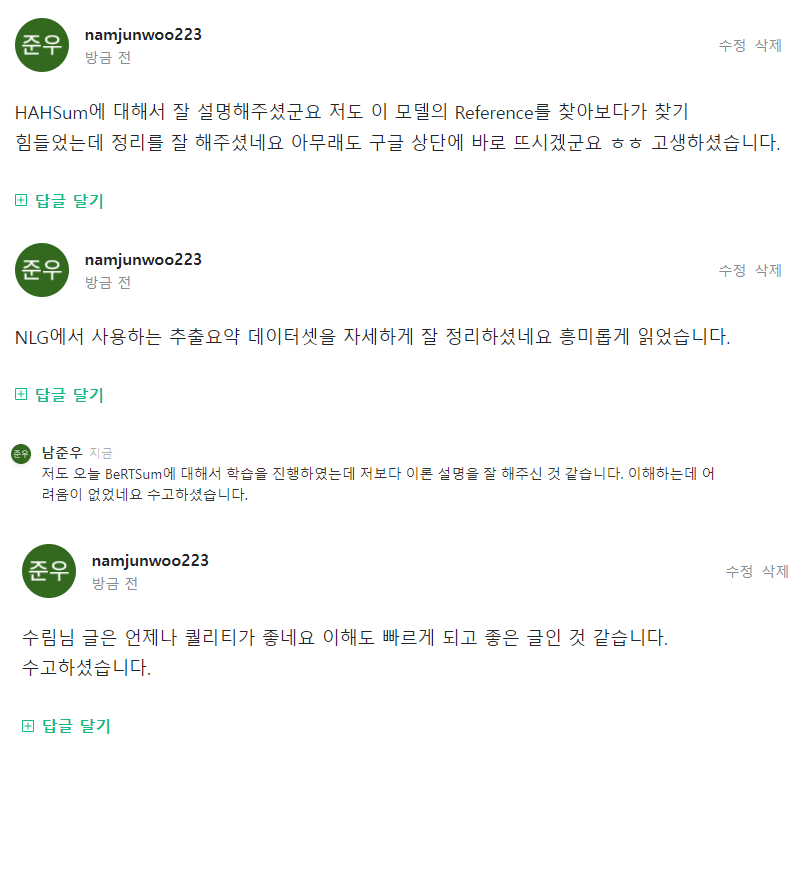 준우
namjunwoo223
수정 삭제
방금 전
HAHSum에 대해서 잘 설명해주셨군요 저도 이 모델의 Reference를 찾아보다가 찾기
힘들었는데 정리를 잘 해주셨네요 아무래도 구글 상단에 바로 뜨시겠군요 ㅎㅎ 고생하셨습니다.
답글 달기
준우
namjunwoo223
수정 삭제
방금 전
NLG에서 사용하는 추출요약 데이터셋을 자세하게 잘 정리하셨네요 흥미롭게 읽었습니다.
답글 달기
준우
남준우 지금
저도 오늘 BeRTSum에 대해서 학습을 진행하였는데 저보다 이론 설명을 잘 해주신 것 같습니다. 이해하는데 어
려움이 없었네요 수고하셨습니다.
준우
namjunwoo223
수정 삭제
방금 전
수림님 글은 언제나 퀄리티가 좋네요 이해도 빠르게 되고 좋은 글인 것 같습니다.
수고하셨습니다.
답글 달기